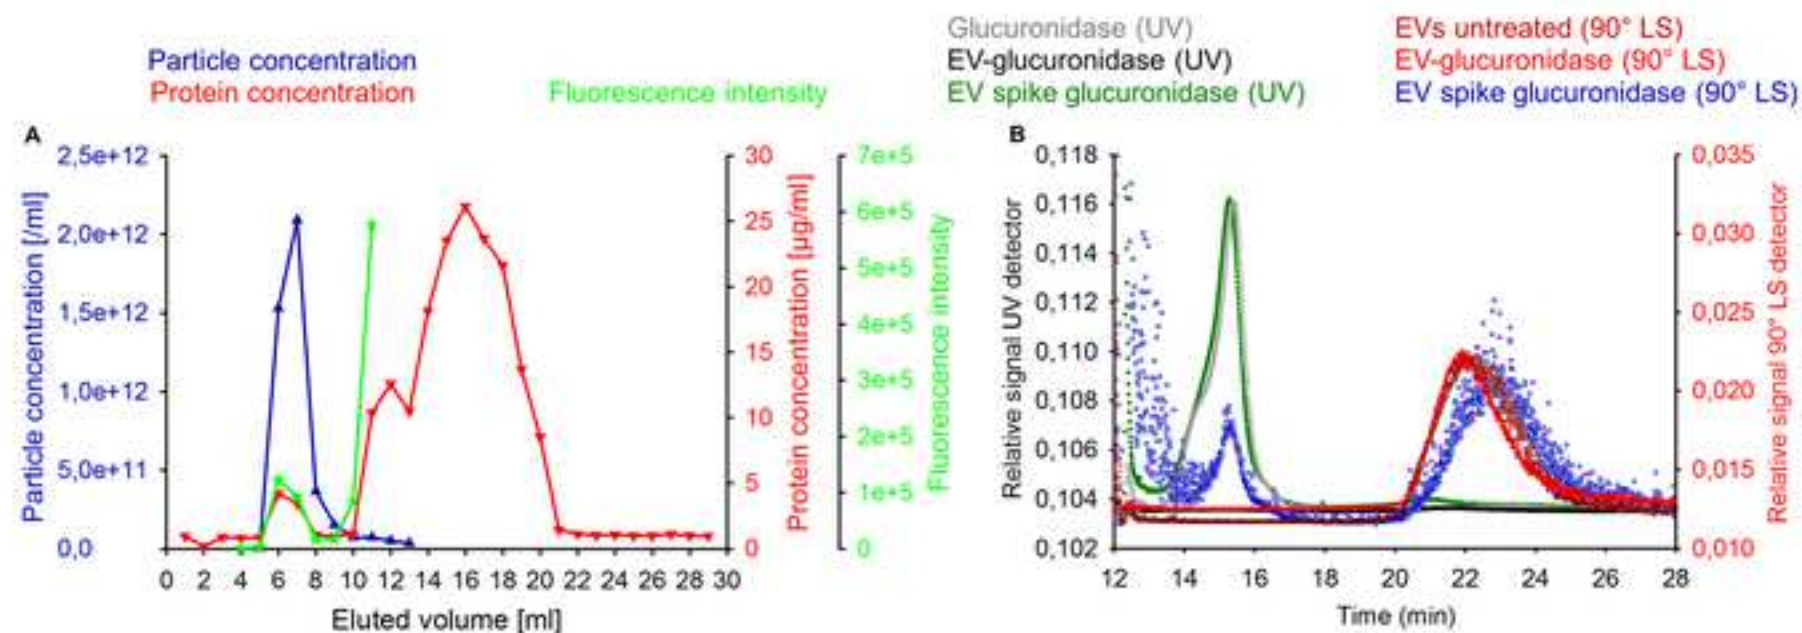 Particle concentration
Protein concentration
Fluorescence intensity
Glucuronidase (UV)
EV-glucuronidase (UV)
EV spike glucuronidase (UV)
EVs untreated (90° LS)
EV-glucuronidase (90° LS)
EV spike glucuronidase (90° LS)
A
Particle concentration [/ml]
2,5e+12
2,0e+12
1,5e+12
1,0e+12
5,0e+11
0,0
0 2 4 6 8 10 12 14 16 18 20 22 24 26 28 30
Eluted volume [ml]
30
25
20
15
10
5
0
Protein concentration [µg/ml]
7e+5
6e+5
5e+5
4e+5
3e+5
2e+5
1e+5
0
Fluorescence intensity
B
Relative signal UV detector
0,118
0,116
0,114
0,112
0,110
0,108
0,106
0,104
0,102
12 14 16 18 20 22 24 26 28
Time (min)
0,035
0,030
0,025
0,020
0,015
0,010
Relative signal 90° LS detector